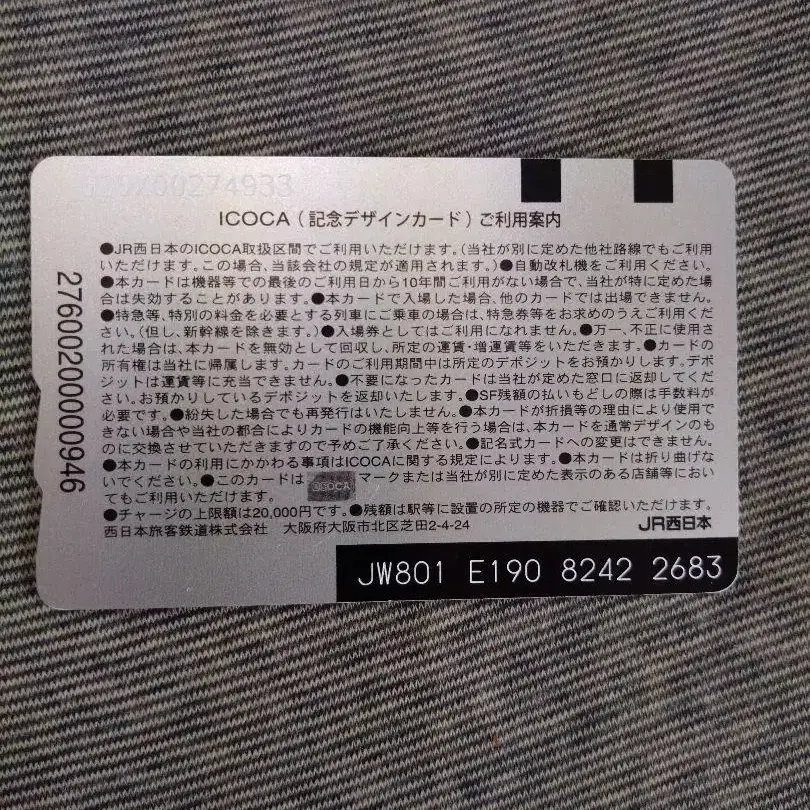 ICOCA(記念デザインカード)ご利用案内
●JR西日本のICOCA取扱区間でご利用いただけます。(当社が別に定めた他社路線でもご利用
いただけます。この場合、当該会社の規定が適用されます。)●自動改札機をご利用ください。
●本カードは機器等での最後のご利用日から10年間ご利用がない場合で、当社が特に定めた場
合は失効することがあります。●本カードで入場した場合、他のカードでは出場できません。
●特急等、特別の料金を必要とする列車にご乗車の場合は、特急券等をお求めのうえご利用くだ
さい。(但し、新幹線を除きます。)●入場券としてはご利用になれません。●万一、不正に使用さ
れた場合は、本カードを無効として回収し、所定の運賃・増運賃等をいただきます。●カードの
所有権は当社に帰属します。カードのご利用期間中は所定のデポジットをお預かりします。デポ
ジットは運賃等に充当できません。●不要になったカードは当社が定めた窓口に返却してくだ
さい。お預かりしているデポジットを返却いたします。●SF残額の払いもどしの際は手数料が
必要です。●紛失した場合でも再発行はいたしません。●本カードが折損等の理由により使用で
きない場合や当社の都合によりカードの機能向上等を行う場合は、本カードを通常デザインのも
のに交換させていただきますので予めご了承ください。●記名式カードへの変更はできません。
●本カードの利用にかかわる事項はICOCAに関する規定によります。●本カードは折り曲げな
いでください。●このカードは ICOCA マークまたは当社が別に定めた表示のある店舗等におい
てもご利用いただけます。
●チャージの上限額は20,000円です。●残額は駅等に設置の所定の機器でご確認いただけます。
西日本旅客鉄道株式会社 大阪府大阪市北区芝田2-4-24
JR西日本
JW801 E190 8242 2683
27600200000946